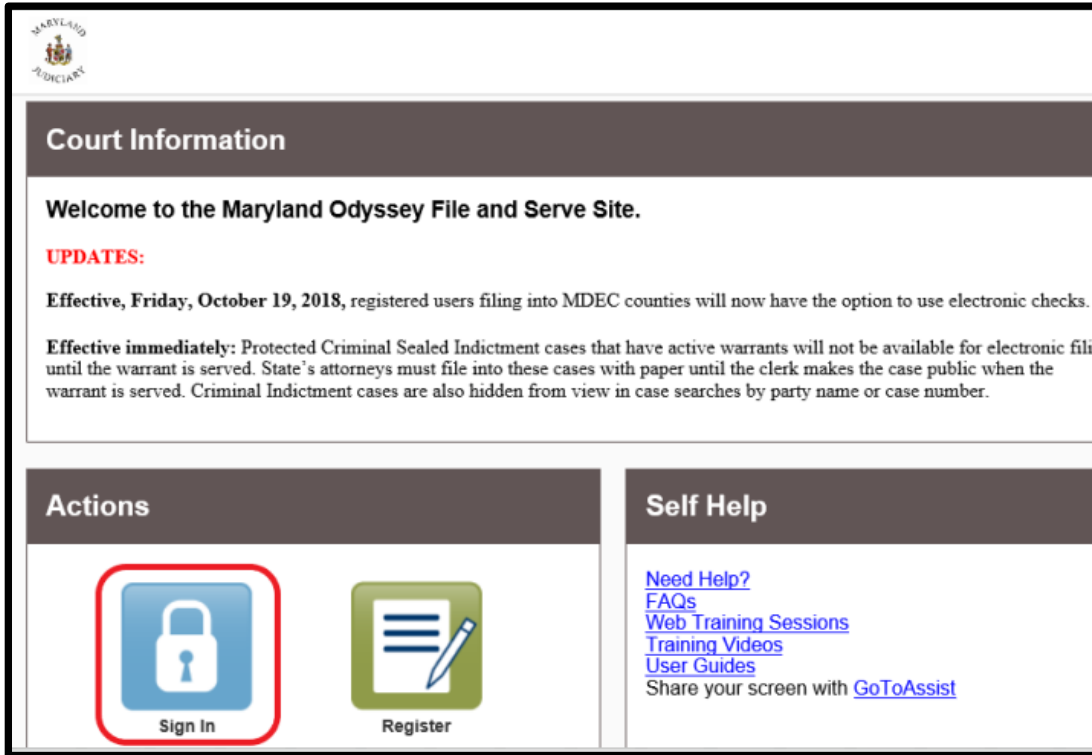 MARYLAND
JUDICIARY
Court Information
Welcome to the Maryland Odyssey File and Serve Site.
UPDATES:
Effective, Friday, October 19, 2018, registered users filing into MDEC counties will now have the option to use electronic checks.
Effective immediately: Protected Criminal Sealed Indictment cases that have active warrants will not be available for electronic fili
until the warrant is served. State's attorneys must file into these cases with paper until the clerk makes the case public when the
warrant is served. Criminal Indictment cases are also hidden from view in case searches by party name or case number.
Actions
Sign In
Register
Self Help
Need Help?
FAQs
Web Training Sessions
Training Videos
User Guides
Share your screen with GoToAssist